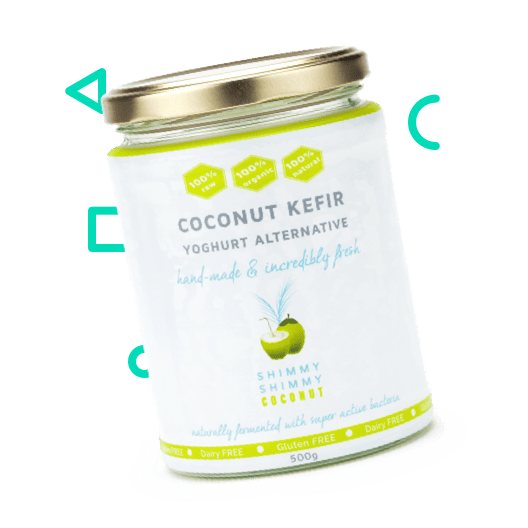 100% raw
100% organic
100% natural
COCONUT KEFIR
YOGHURT ALTERNATIVE
hand-made & incredibly fresh
SHIMMY
SHIMMY
COCONUT
naturally fermented with super active bacteria
FREE • Dairy FREE • Gluten FREE • Dairy FREE •
500g